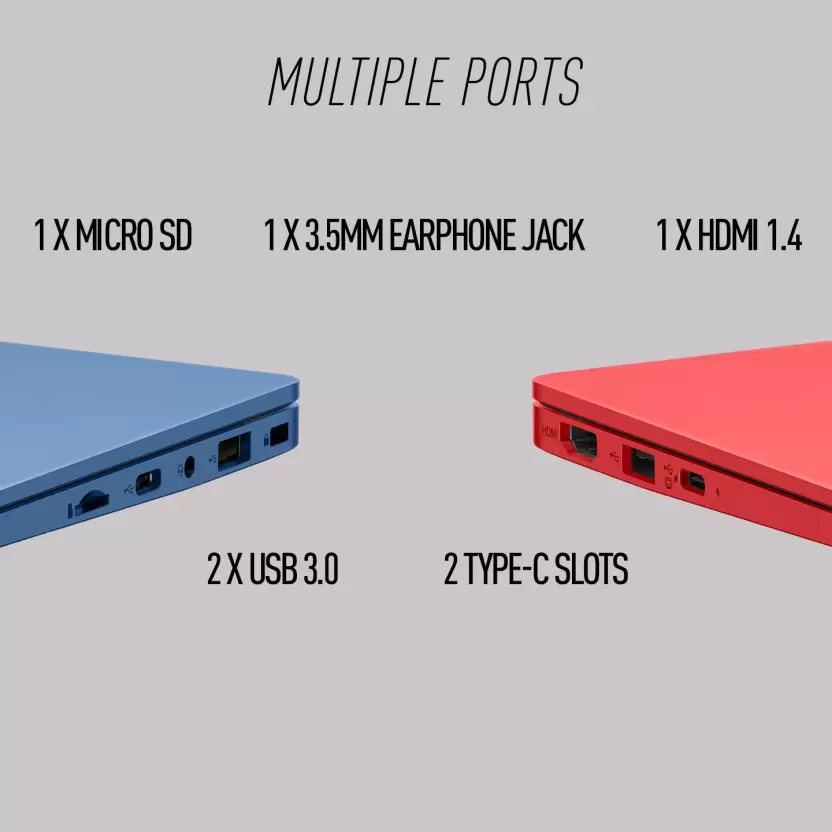 MULTIPLE PORTS
1 X MICRO SD
1 X 3.5MM EARPHONE JACK
1 X HDMI 1.4
HDMI
2 X USB 3.0
2 TYPE-C SLOTS